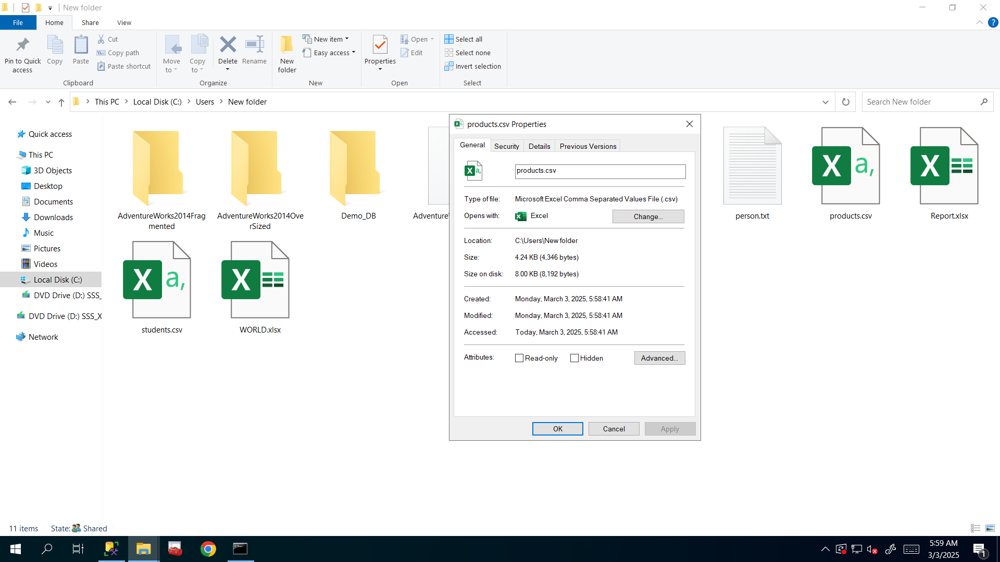 New folder
File
Home
Share
View
Pin to Quick access
Copy
Paste
Cut
Copy path
Paste shortcut
Clipboard
Move to
Copy to
Delete
Rename
Organize
New folder
New item
Easy access
New
Properties
Open
Edit
Open
Select all
Select none
Invert selection
Select
This PC
Local Disk (C:)
Users
New folder
Search New folder
Quick access
This PC
3D Objects
Desktop
Documents
Downloads
Music
Pictures
Videos
Local Disk (C:)
DVD Drive (D:) SSS_
DVD Drive (D:) SSS_X
Network
AdventureWorks2014Frag
mented
AdventureWorks2014Ove
rSized
Demo_DB
Adventure
person.txt
products.csv
Report.xlsx
students.csv
WORLD.xlsx
products.csv Properties
General
Security
Details
Previous Versions
products.csv
Type of file:
Microsoft Excel Comma Separated Values File (.csv)
Opens with:
Excel
Change...
Location:
C:\Users\New folder
Size:
4.24 KB (4,346 bytes)
Size on disk:
8.00 KB (8,192 bytes)
Created:
Monday, March 3, 2025, 5:58:41 AM
Modified:
Monday, March 3, 2025, 5:58:41 AM
Accessed:
Today, March 3, 2025, 5:58:41 AM
Attributes:
Read-only
Hidden
Advanced...
OK
Cancel
Apply
11 items
State:
Shared
5:59 AM
3/3/2025
1